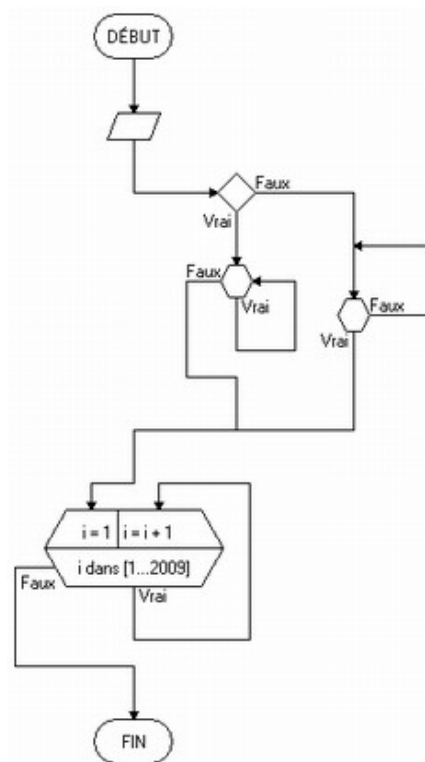 DÉBUT
Faux
Vrai
Faux
Vrai
Faux
Vrai
i = 1 i = i + 1
i dans [1...2009]
Faux
Vrai
FIN